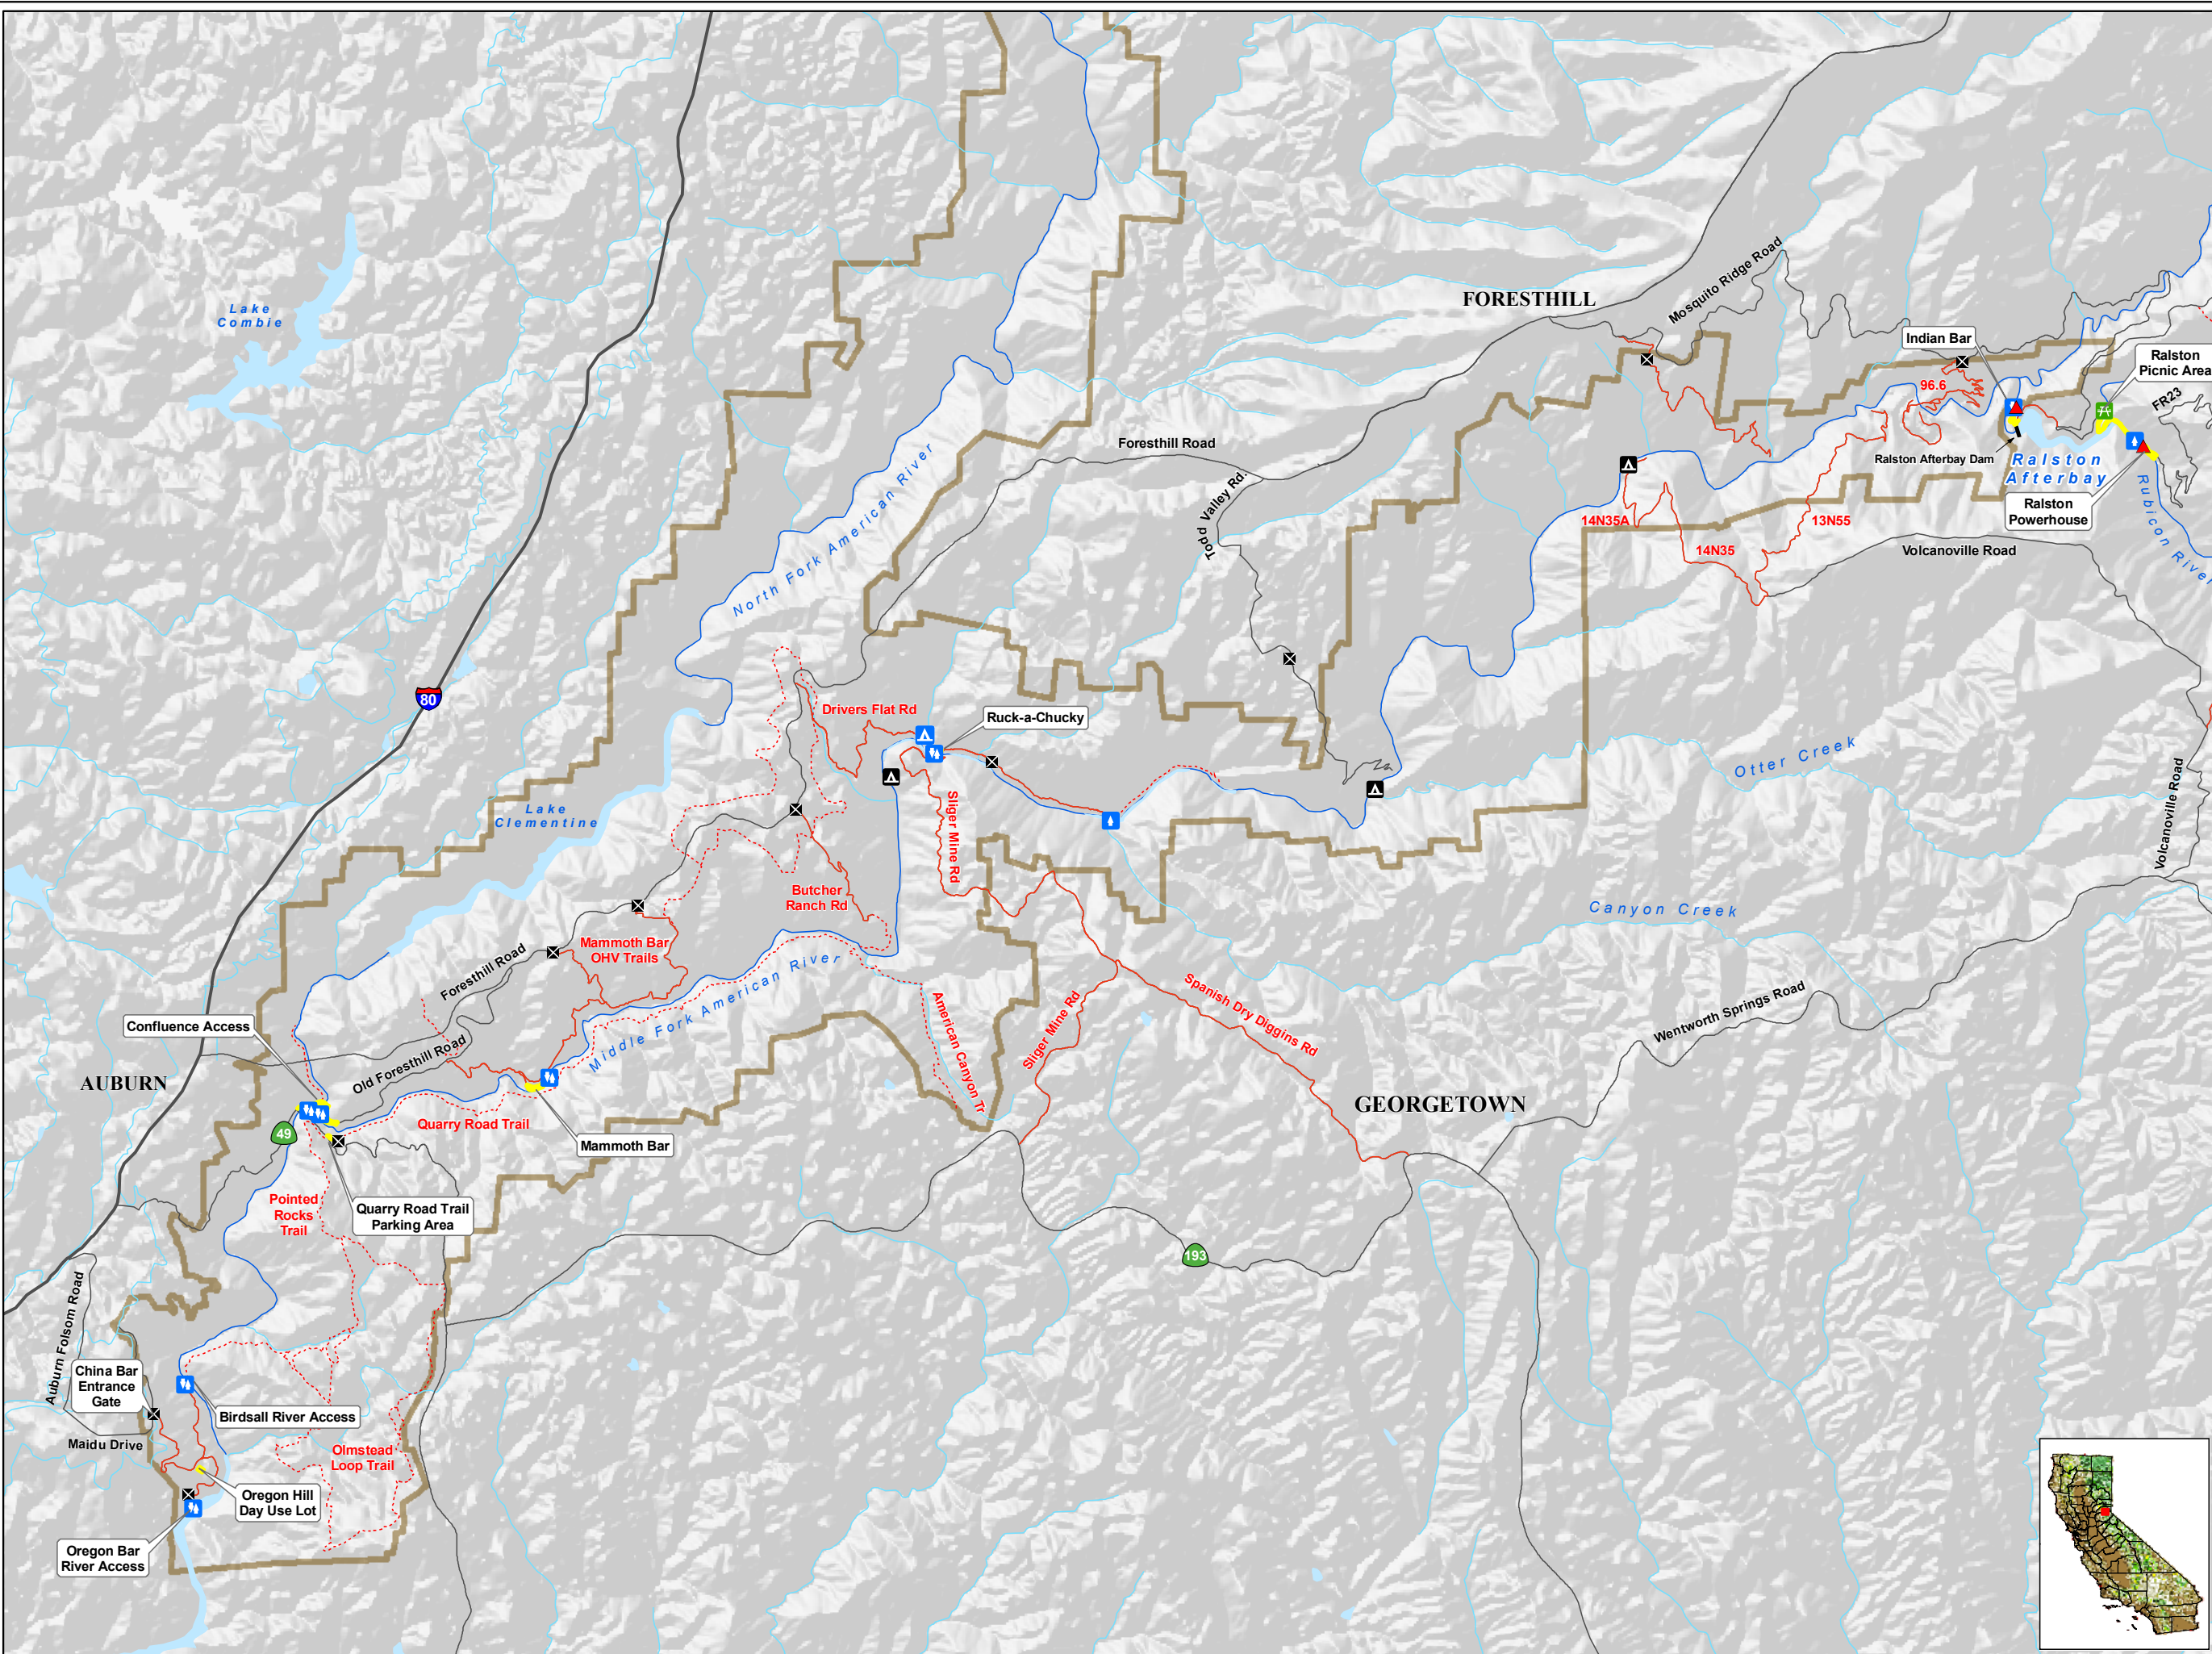 Lake
Combie
FORESTHILL
Mosquito Ridge Road
Indian Bar
Ralston
Picnic Area
96.6
FR23
Foresthill Road
Ralston Afterbay Dam
Ralston
Afterbay
Todd Valley Rd
North Fork American River
Ralston
Powerhouse
Rubicon River
14N35A
13N55
14N35
Volcanoville Road
80
Drivers Flat Rd
Ruck-a-Chucky
Otter Creek
Lake
Clementine
Sliger Mine Rd
Volcanoville Road
Butcher
Ranch Rd
Canyon Creek
Mammoth Bar
OHV Trails
Foresthill Road
Middle Fork American River
Spanish Dry Diggins Rd
Wentworth Springs Road
Confluence Access
American Canyon Tr
Sliger Mine Rd
Old Foresthill Road
AUBURN
GEORGETOWN
Quarry Road Trail
49
Mammoth Bar
Pointed
Rocks
Trail
Quarry Road Trail
Parking Area
193
Auburn Folsom Road
China Bar
Entrance
Gate
Birdsall River Access
Maidu Drive
Olmstead
Loop Trail
Oregon Hill
Day Use Lot
Oregon Bar
River Access